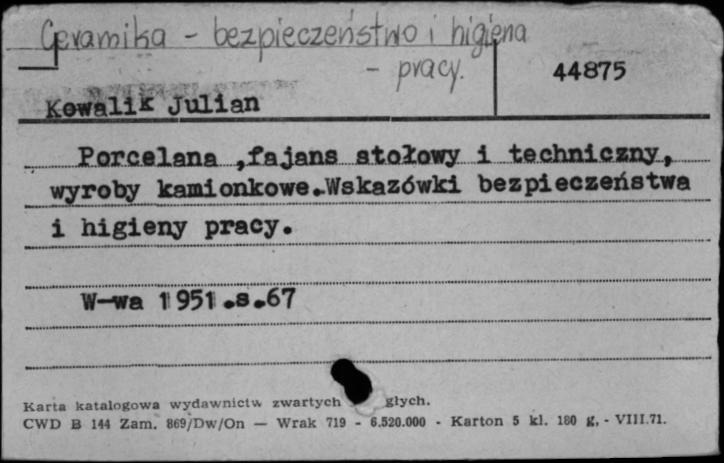 Ceramika - bezpieczeństwo i higiena
- pracy.
44875
Kowalik Julian
Porcelana ,fajans stołowy i techniczny,
wyroby kamionkowe.Wskazówki bezpieczeństwa
i higieny pracy.
W-wa 1951.s.67
Karta katalogowa wydawnictw zwartych głych.
CWD B 144 Zam. 869/Dw/On — Wrak 719 - 6.520.000 - Karton 5 kl. 180 g, - VIII.71.